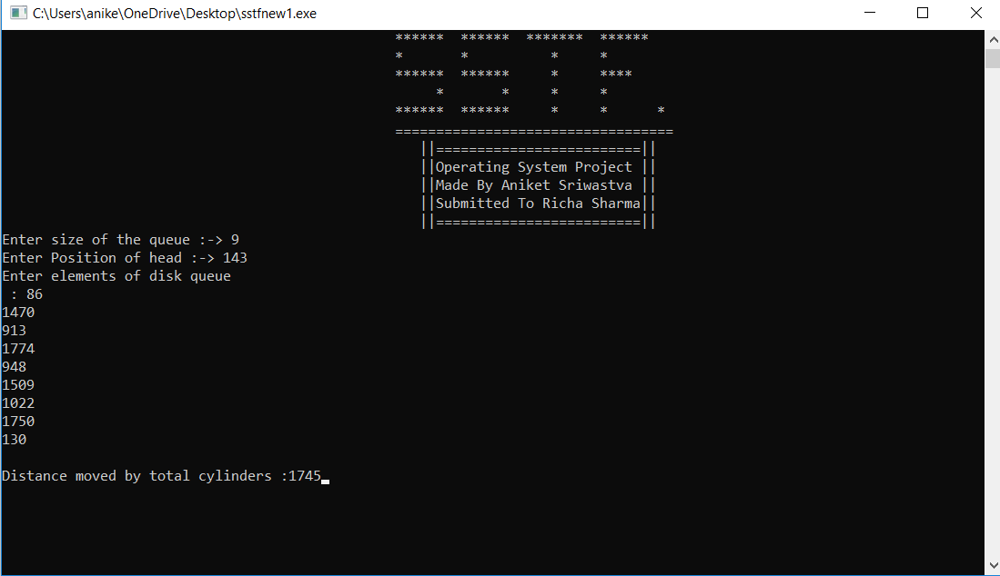 C:\Users\anike\OneDrive\Desktop\sstfnew1.exe
******  ******  *******  ******
*       *          *     *
******  ******     *     ****
     *       *     *     *
******  ******     *     *      *
==================================
||=========================||
||Operating System Project ||
||Made By Aniket Sriwastva ||
||Submitted To Richa Sharma||
||=========================||
Enter size of the queue :-> 9
Enter Position of head :-> 143
Enter elements of disk queue
 : 86
1470
913
1774
948
1509
1022
1750
130
Distance moved by total cylinders :1745